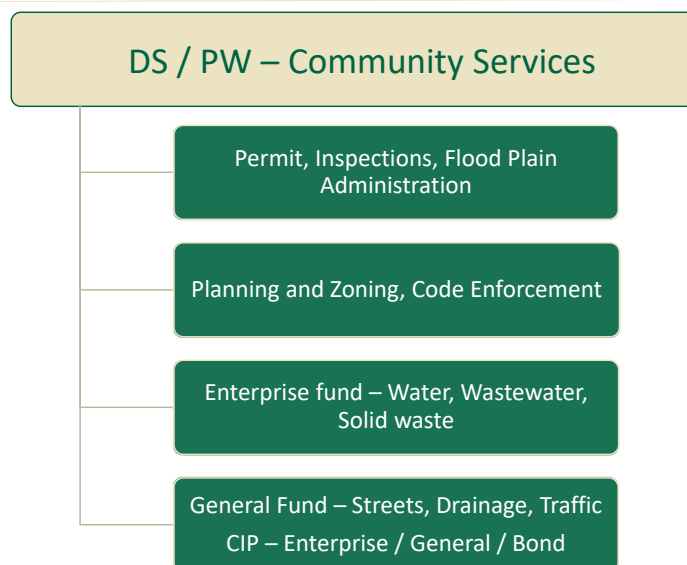 DS / PW – Community Services
Permit, Inspections, Flood Plain
Administration
Planning and Zoning, Code Enforcement
Enterprise fund – Water, Wastewater,
Solid waste
General Fund – Streets, Drainage, Traffic
CIP – Enterprise / General / Bond